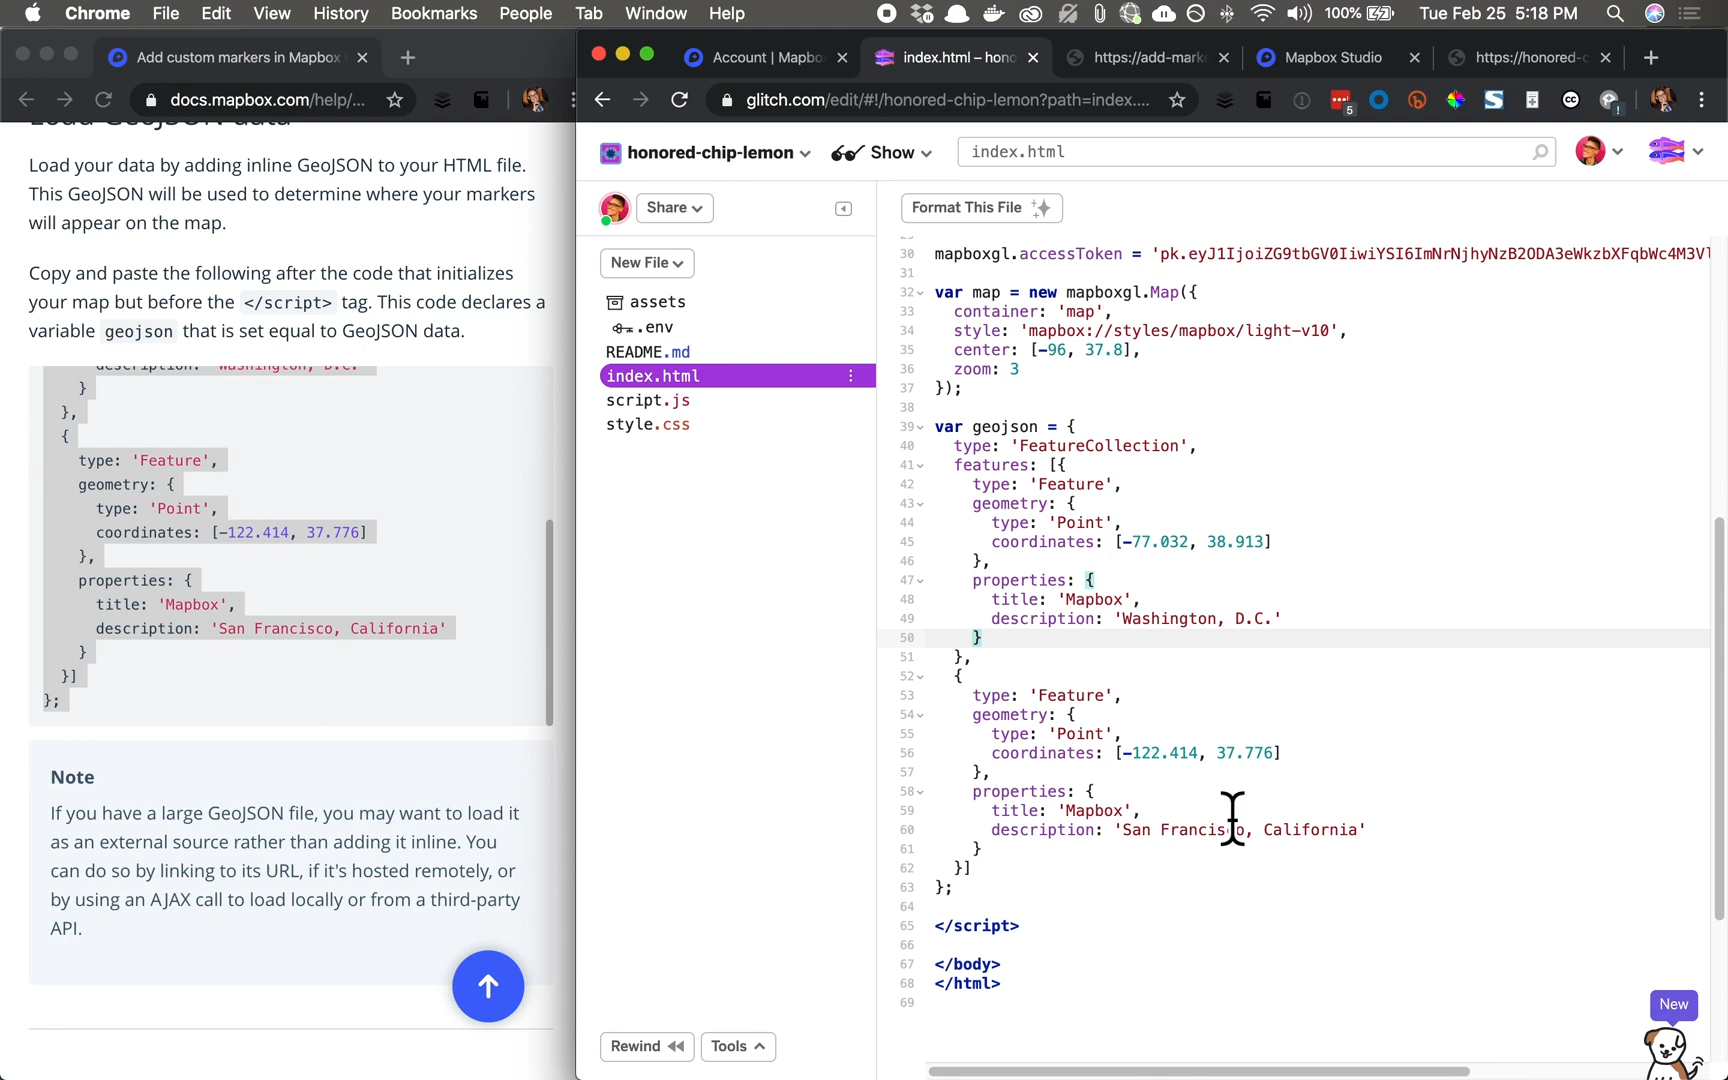 Chrome File Edit View History Bookmarks People Tab Window Help 100% Tue Feb 25 5:18 PM
Add custom markers in Mapbox
docs.mapbox.com/help/...
Load GeoJSON data
Load your data by adding inline GeoJSON to your HTML file.
This GeoJSON will be used to determine where your markers
will appear on the map.
Copy and paste the following after the code that initializes
your map but before the </script> tag. This code declares a
variable geojson that is set equal to GeoJSON data.
description: 'Washington, D.C.'
}
},
{
type: 'Feature',
geometry: {
type: 'Point',
coordinates: [-122.414, 37.776]
},
properties: {
title: 'Mapbox',
description: 'San Francisco, California'
}
}]
};
Note
If you have a large GeoJSON file, you may want to load it
as an external source rather than adding it inline. You
can do so by linking to its URL, if it's hosted remotely, or
by using an AJAX call to load locally or from a third-party
API.
Account | Mapbox index.html – hono https://add-marke Mapbox Studio https://honored-c
glitch.com/edit/#!/honored-chip-lemon?path=index....
5
honored-chip-lemon Show index.html
Share Format This File
New File
assets
.env
README.md
index.html
script.js
style.css
Rewind Tools
29
30 mapboxgl.accessToken =
31
32 var map = new mapboxgl.Map({
33 container: 'map',
34 style: 'mapbox://styles/mapbox/light-v10',
35 center: [-96, 37.8],
36 zoom: 3
37 });
38
39 var geojson = {
40 type: 'FeatureCollection',
41 features: [{
42 type: 'Feature',
43 geometry: {
44 type: 'Point',
45 coordinates: [-77.032, 38.913]
46 },
47 properties: {
48 title: 'Mapbox',
49 description: 'Washington, D.C.'
50 }
51 },
52 {
53 type: 'Feature',
54 geometry: {
55 type: 'Point',
56 coordinates: [-122.414, 37.776]
57 },
58 properties: {
59 title: 'Mapbox',
60 description: 'San Francisco, California'
61 }
62 }]
63 };
64
65 </script>
66
67 </body>
68 </html>
69
New